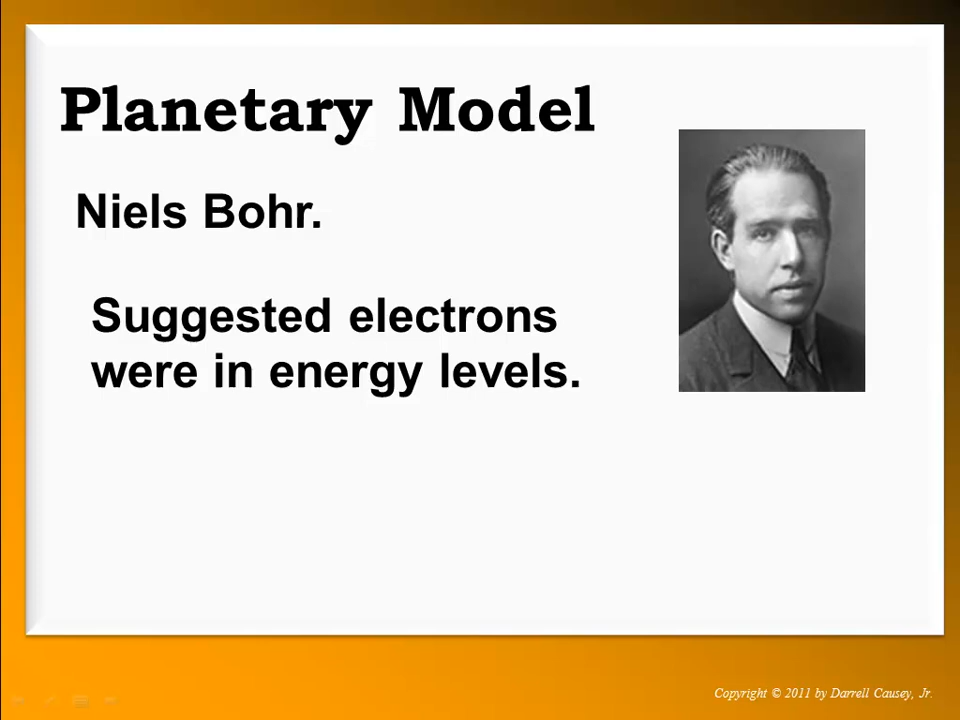 Planetary Model
Niels Bohr.
Suggested electrons
were in energy levels.
Copyright © 2011 by Darrell Causey, Jr.